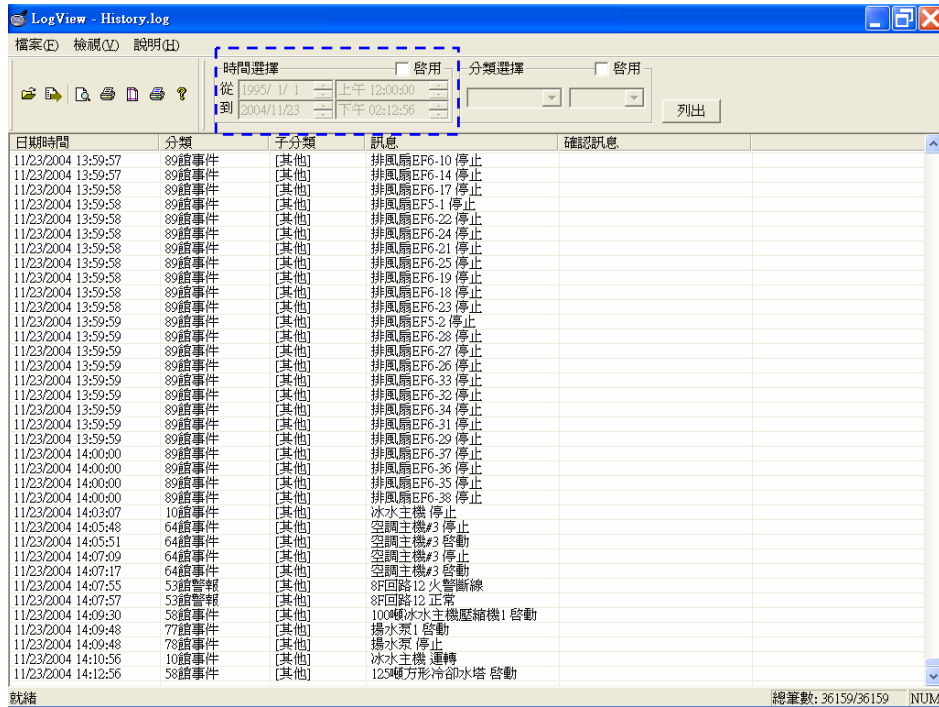 LogView - History.log
檔案(F) 檢視(V) 說明(H)
時間選擇 啓用 分類選擇 啓用
從 1995/ 1/ 1 上午 12:00:00
到 2004/11/23 下午 02:12:56
列出
日期時間 分類 子分類 訊息 確認訊息
11/23/2004 13:59:57 89館事件 [其他] 排風扇EF6-10 停止
11/23/2004 13:59:57 89館事件 [其他] 排風扇EF6-14 停止
11/23/2004 13:59:58 89館事件 [其他] 排風扇EF6-17 停止
11/23/2004 13:59:58 89館事件 [其他] 排風扇EF5-1 停止
11/23/2004 13:59:58 89館事件 [其他] 排風扇EF6-22 停止
11/23/2004 13:59:58 89館事件 [其他] 排風扇EF6-24 停止
11/23/2004 13:59:58 89館事件 [其他] 排風扇EF6-21 停止
11/23/2004 13:59:58 89館事件 [其他] 排風扇EF6-25 停止
11/23/2004 13:59:58 89館事件 [其他] 排風扇EF6-19 停止
11/23/2004 13:59:58 89館事件 [其他] 排風扇EF6-18 停止
11/23/2004 13:59:58 89館事件 [其他] 排風扇EF6-23 停止
11/23/2004 13:59:59 89館事件 [其他] 排風扇EF5-2 停止
11/23/2004 13:59:59 89館事件 [其他] 排風扇EF6-28 停止
11/23/2004 13:59:59 89館事件 [其他] 排風扇EF6-27 停止
11/23/2004 13:59:59 89館事件 [其他] 排風扇EF6-26 停止
11/23/2004 13:59:59 89館事件 [其他] 排風扇EF6-33 停止
11/23/2004 13:59:59 89館事件 [其他] 排風扇EF6-32 停止
11/23/2004 13:59:59 89館事件 [其他] 排風扇EF6-34 停止
11/23/2004 13:59:59 89館事件 [其他] 排風扇EF6-31 停止
11/23/2004 13:59:59 89館事件 [其他] 排風扇EF6-29 停止
11/23/2004 14:00:00 89館事件 [其他] 排風扇EF6-37 停止
11/23/2004 14:00:00 89館事件 [其他] 排風扇EF6-36 停止
11/23/2004 14:00:00 89館事件 [其他] 排風扇EF6-35 停止
11/23/2004 14:00:00 89館事件 [其他] 排風扇EF6-38 停止
11/23/2004 14:03:07 10館事件 [其他] 冰水主機 停止
11/23/2004 14:05:48 64館事件 [其他] 空調主機#3 停止
11/23/2004 14:05:51 64館事件 [其他] 空調主機#3 啓動
11/23/2004 14:07:09 64館事件 [其他] 空調主機#3 停止
11/23/2004 14:07:17 64館事件 [其他] 空調主機#3 啓動
11/23/2004 14:07:55 53館警報 [其他] 8F回路12 火警斷線
11/23/2004 14:07:57 53館警報 [其他] 8F回路12 正常
11/23/2004 14:09:30 58館事件 [其他] 100噸冰水主機壓縮機1 啓動
11/23/2004 14:09:48 77館事件 [其他] 揚水泵1 啓動
11/23/2004 14:09:48 78館事件 [其他] 揚水泵 停止
11/23/2004 14:10:56 10館事件 [其他] 冰水主機 運轉
11/23/2004 14:12:56 58館事件 [其他] 125噸方形冷卻水塔 啓動
就緒 總筆數: 36159/36159 NUM